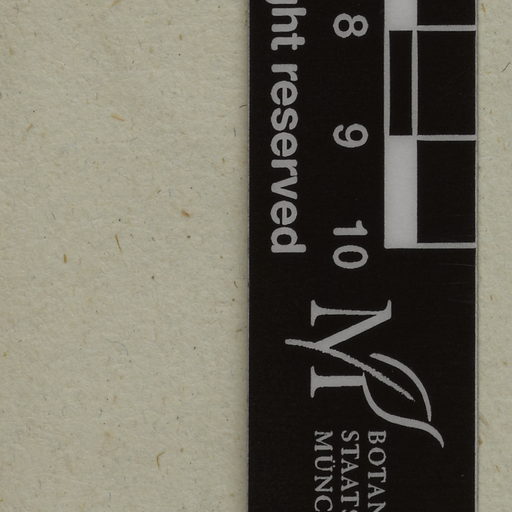 8 9 10
ght reserved
M
BOTAN
STAATS
MÜNC